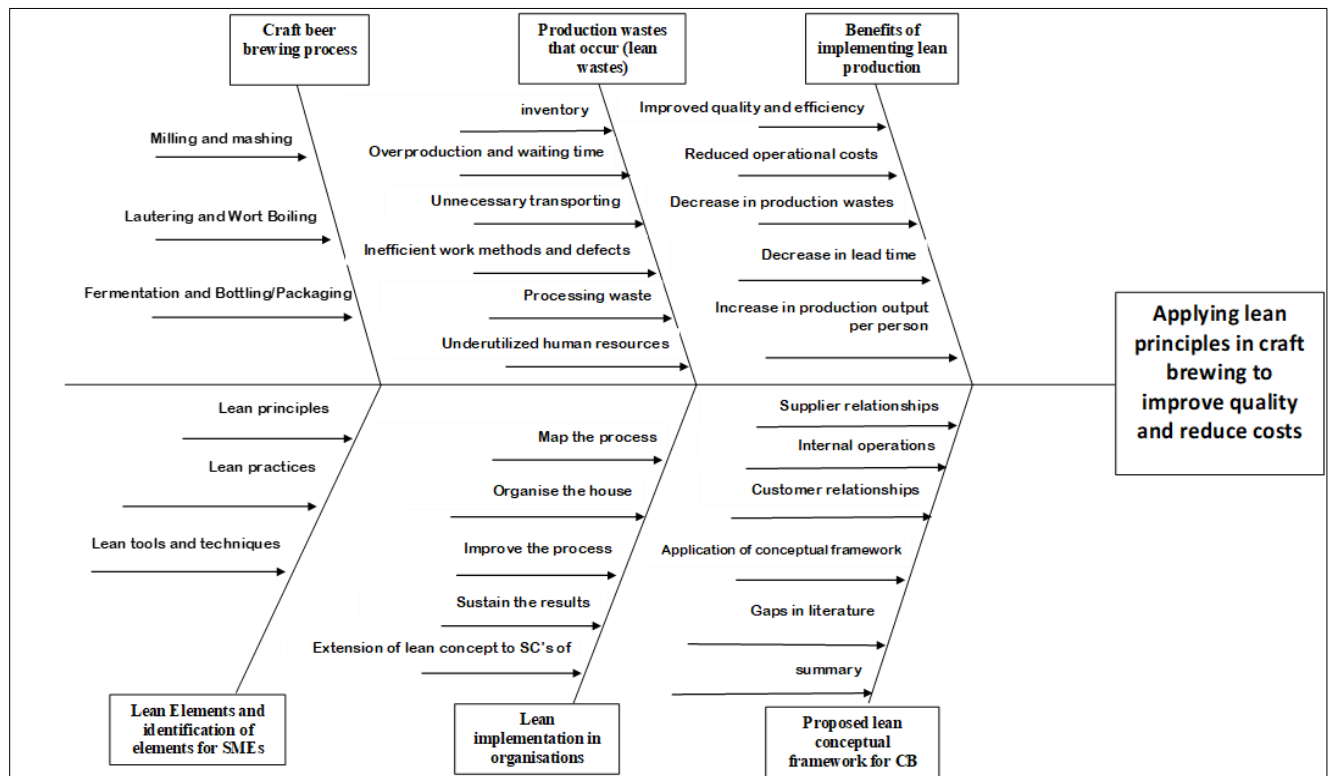 Craft beer
brewing process
Production wastes
that occur (lean
wastes)
Benefits of
implementing lean
production
Milling and mashing
Lautering and Wort Boiling
Fermentation and Bottling/Packaging
inventory
Overproduction and waiting time
Unnecessary transporting
Inefficient work methods and defects
Processing waste
Underutilized human resources
Improved quality and efficiency
Reduced operational costs
Decrease in production wastes
Decrease in lead time
Increase in production output
per person
Applying lean
principles in craft
brewing to
improve quality
and reduce costs
Lean principles
Lean practices
Lean tools and techniques
Map the process
Organise the house
Improve the process
Sustain the results
Extension of lean concept to SC's of
Supplier relationships
Internal operations
Customer relationships
Application of conceptual framework
Gaps in literature
summary
Lean Elements and
identification of
elements for SMEs
Lean
implementation in
organisations
Proposed lean
conceptual
framework for CB